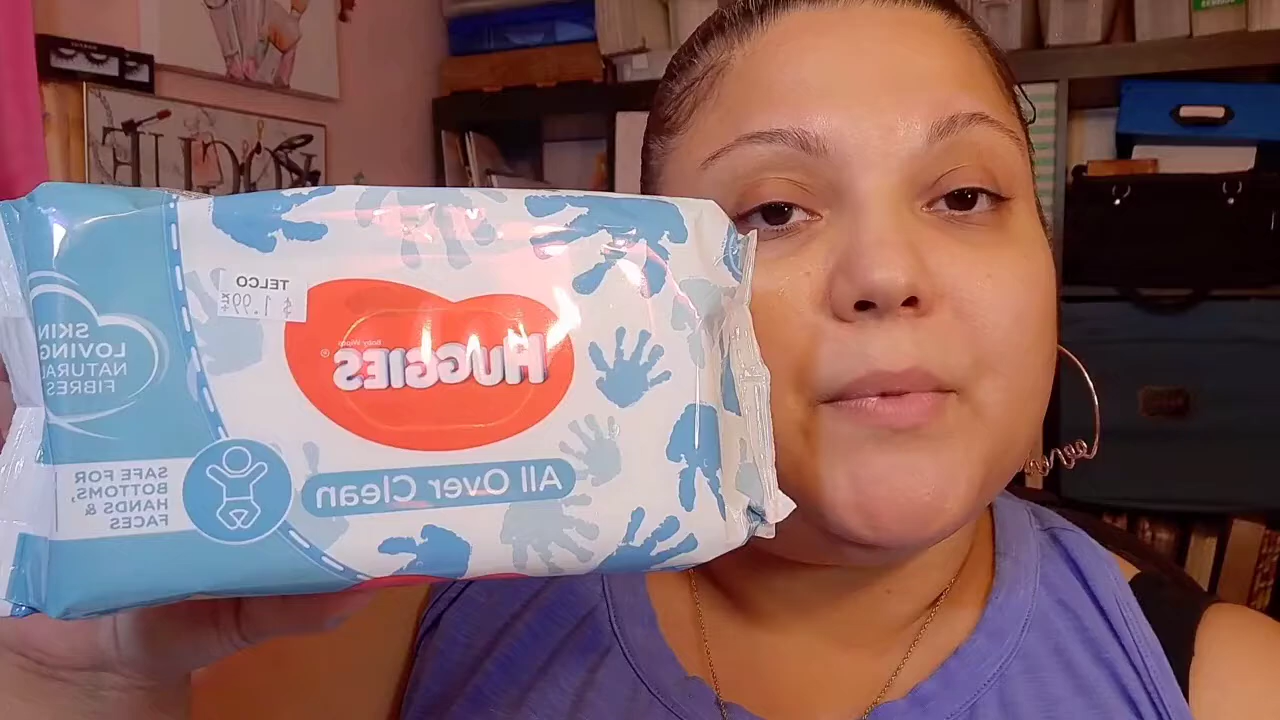 TELCO
$1.99
HUGGIES®
Baby Wipes
All Over Clean
SKIN
LOVING
NATURAL
FIBRES
SAFE FOR
BOTTOMS,
HANDS &
FACES